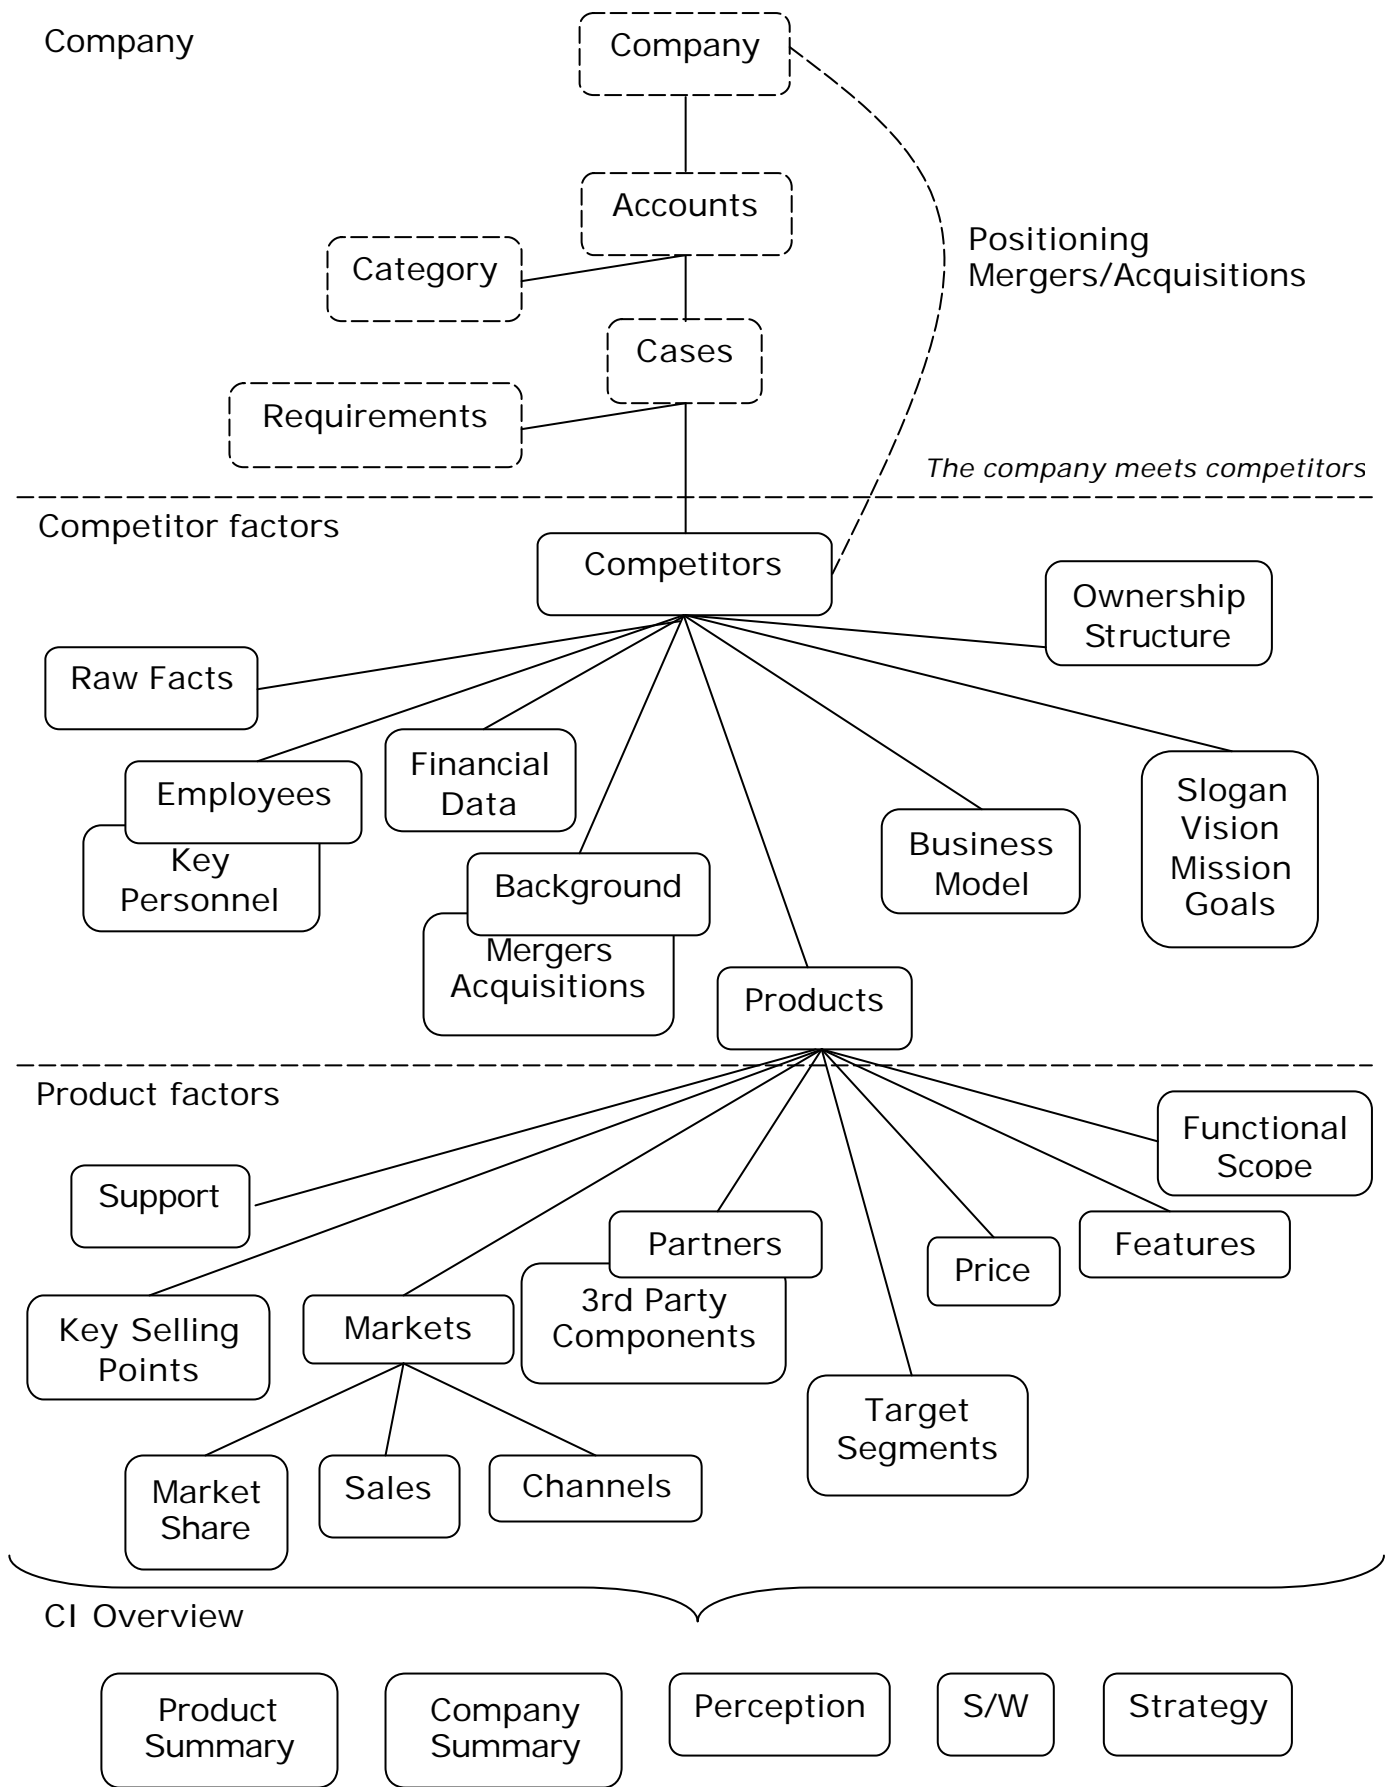 Company
Company
Accounts
Positioning
Mergers/Acquisitions
Category
Cases
Requirements
The company meets competitors
Competitor factors
Competitors
Ownership
Structure
Raw Facts
Financial
Data
Employees
Key
Personnel
Slogan
Vision
Mission
Goals
Business
Model
Background
Mergers
Acquisitions
Products
Product factors
Functional
Scope
Support
Partners
Features
3rd Party
Components
Price
Key Selling
Points
Markets
Target
Segments
Market
Share
Sales
Channels
CI Overview
Product
Summary
Company
Summary
Perception
S/W
Strategy